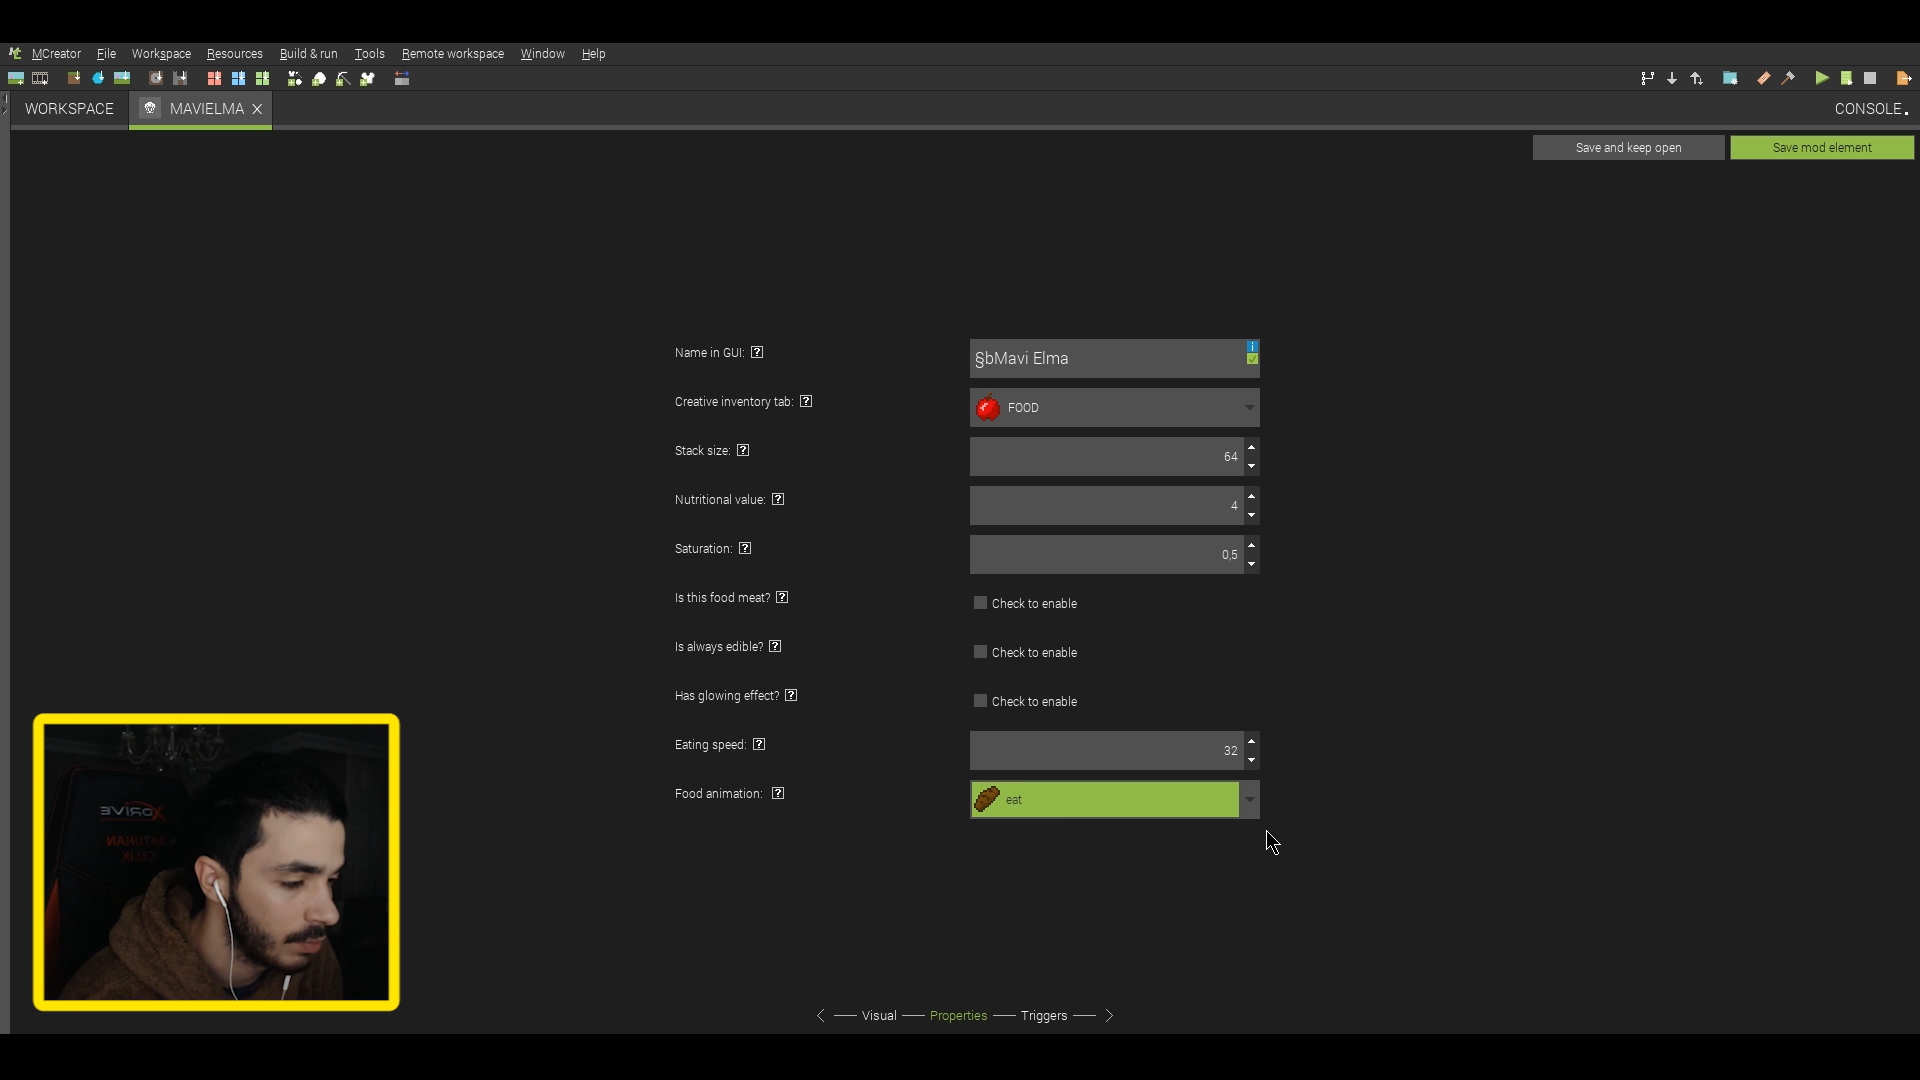 MCreator File Workspace Resources Build & run Tools Remote workspace Window Help
WORKSPACE MAVIELMA CONSOLE
Save and keep open Save mod element
Name in GUI: §bMavi Elma
Creative inventory tab: FOOD
Stack size: 64
Nutritional value: 4
Saturation: 0,5
Is this food meat? Check to enable
Is always edible? Check to enable
Has glowing effect? Check to enable
Eating speed: 32
Food animation: eat
XDRIVE
BATUHAN
ÇELİK
Visual Properties Triggers